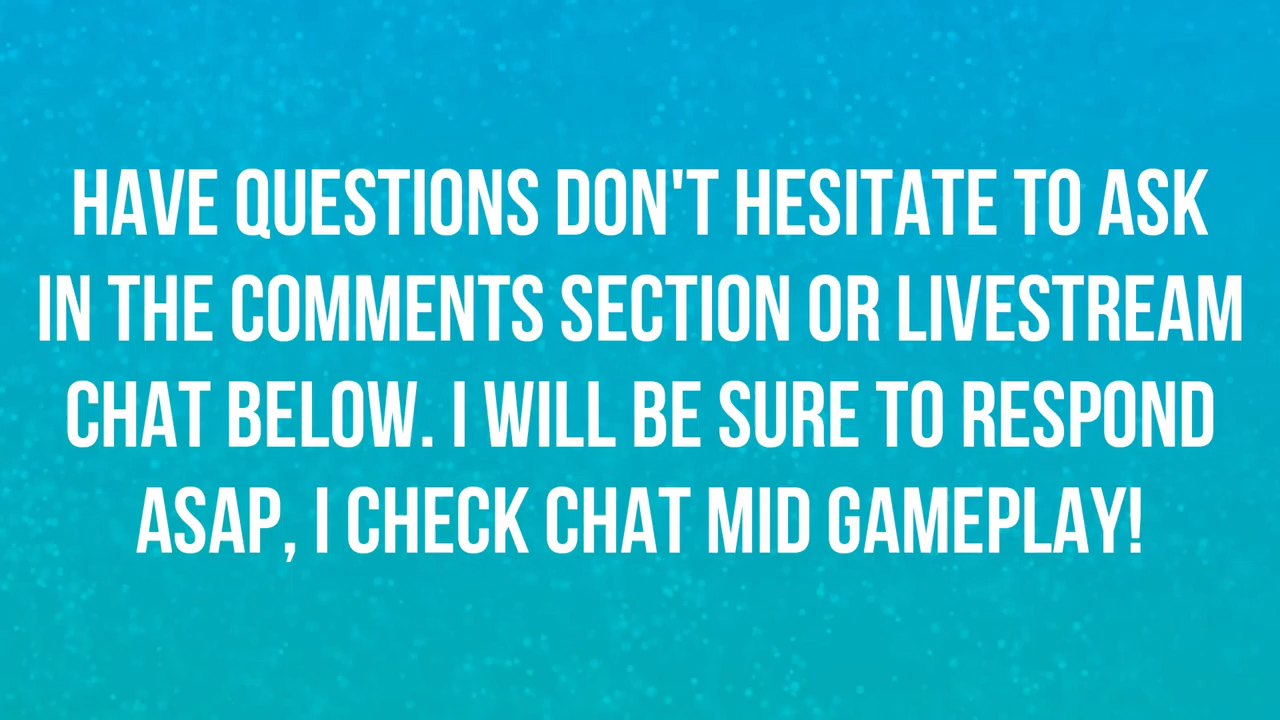 HAVE QUESTIONS DON'T HESITATE TO ASK
IN THE COMMENTS SECTION OR LIVESTREAM
CHAT BELOW. I WILL BE SURE TO RESPOND
ASAP, I CHECK CHAT MID GAMEPLAY!